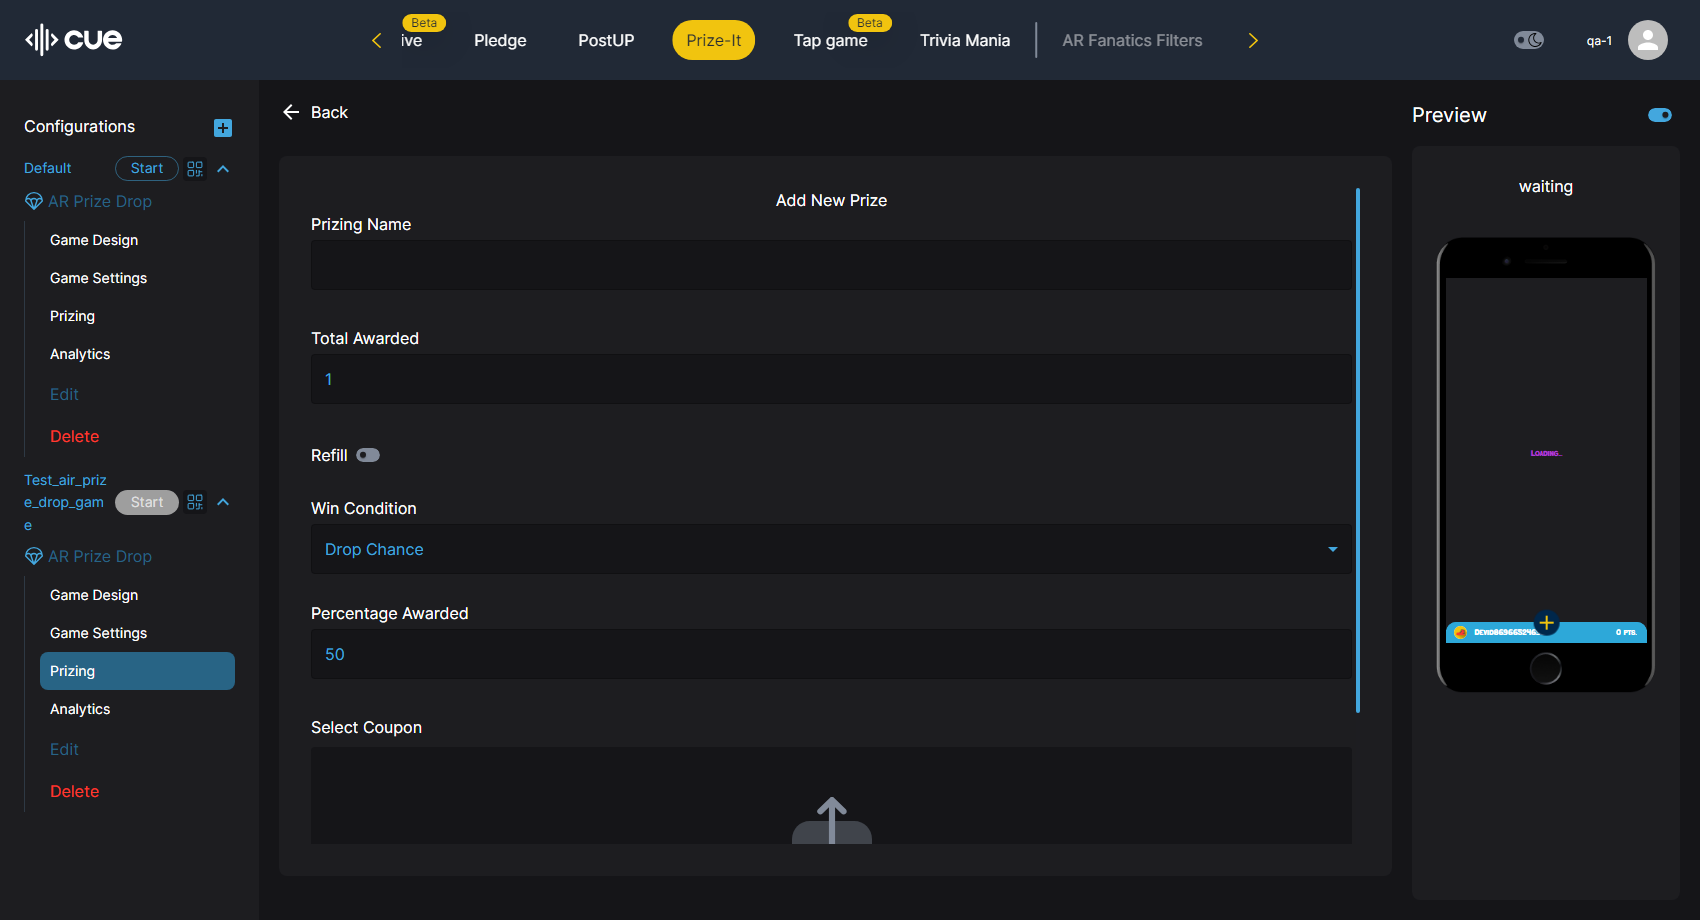 cue
ive
Beta
Pledge
PostUP
Prize-It
Tap game
Beta
Trivia Mania
AR Fanatics Filters
qa-1
Configurations
Default
Start
AR Prize Drop
Game Design
Game Settings
Prizing
Analytics
Edit
Delete
Test_air_priz
e_drop_gam
e
Start
AR Prize Drop
Game Design
Game Settings
Prizing
Analytics
Edit
Delete
Back
Add New Prize
Prizing Name
Total Awarded
1
Refill
Win Condition
Drop Chance
Percentage Awarded
50
Select Coupon
Preview
waiting
Loading...
0 pts.